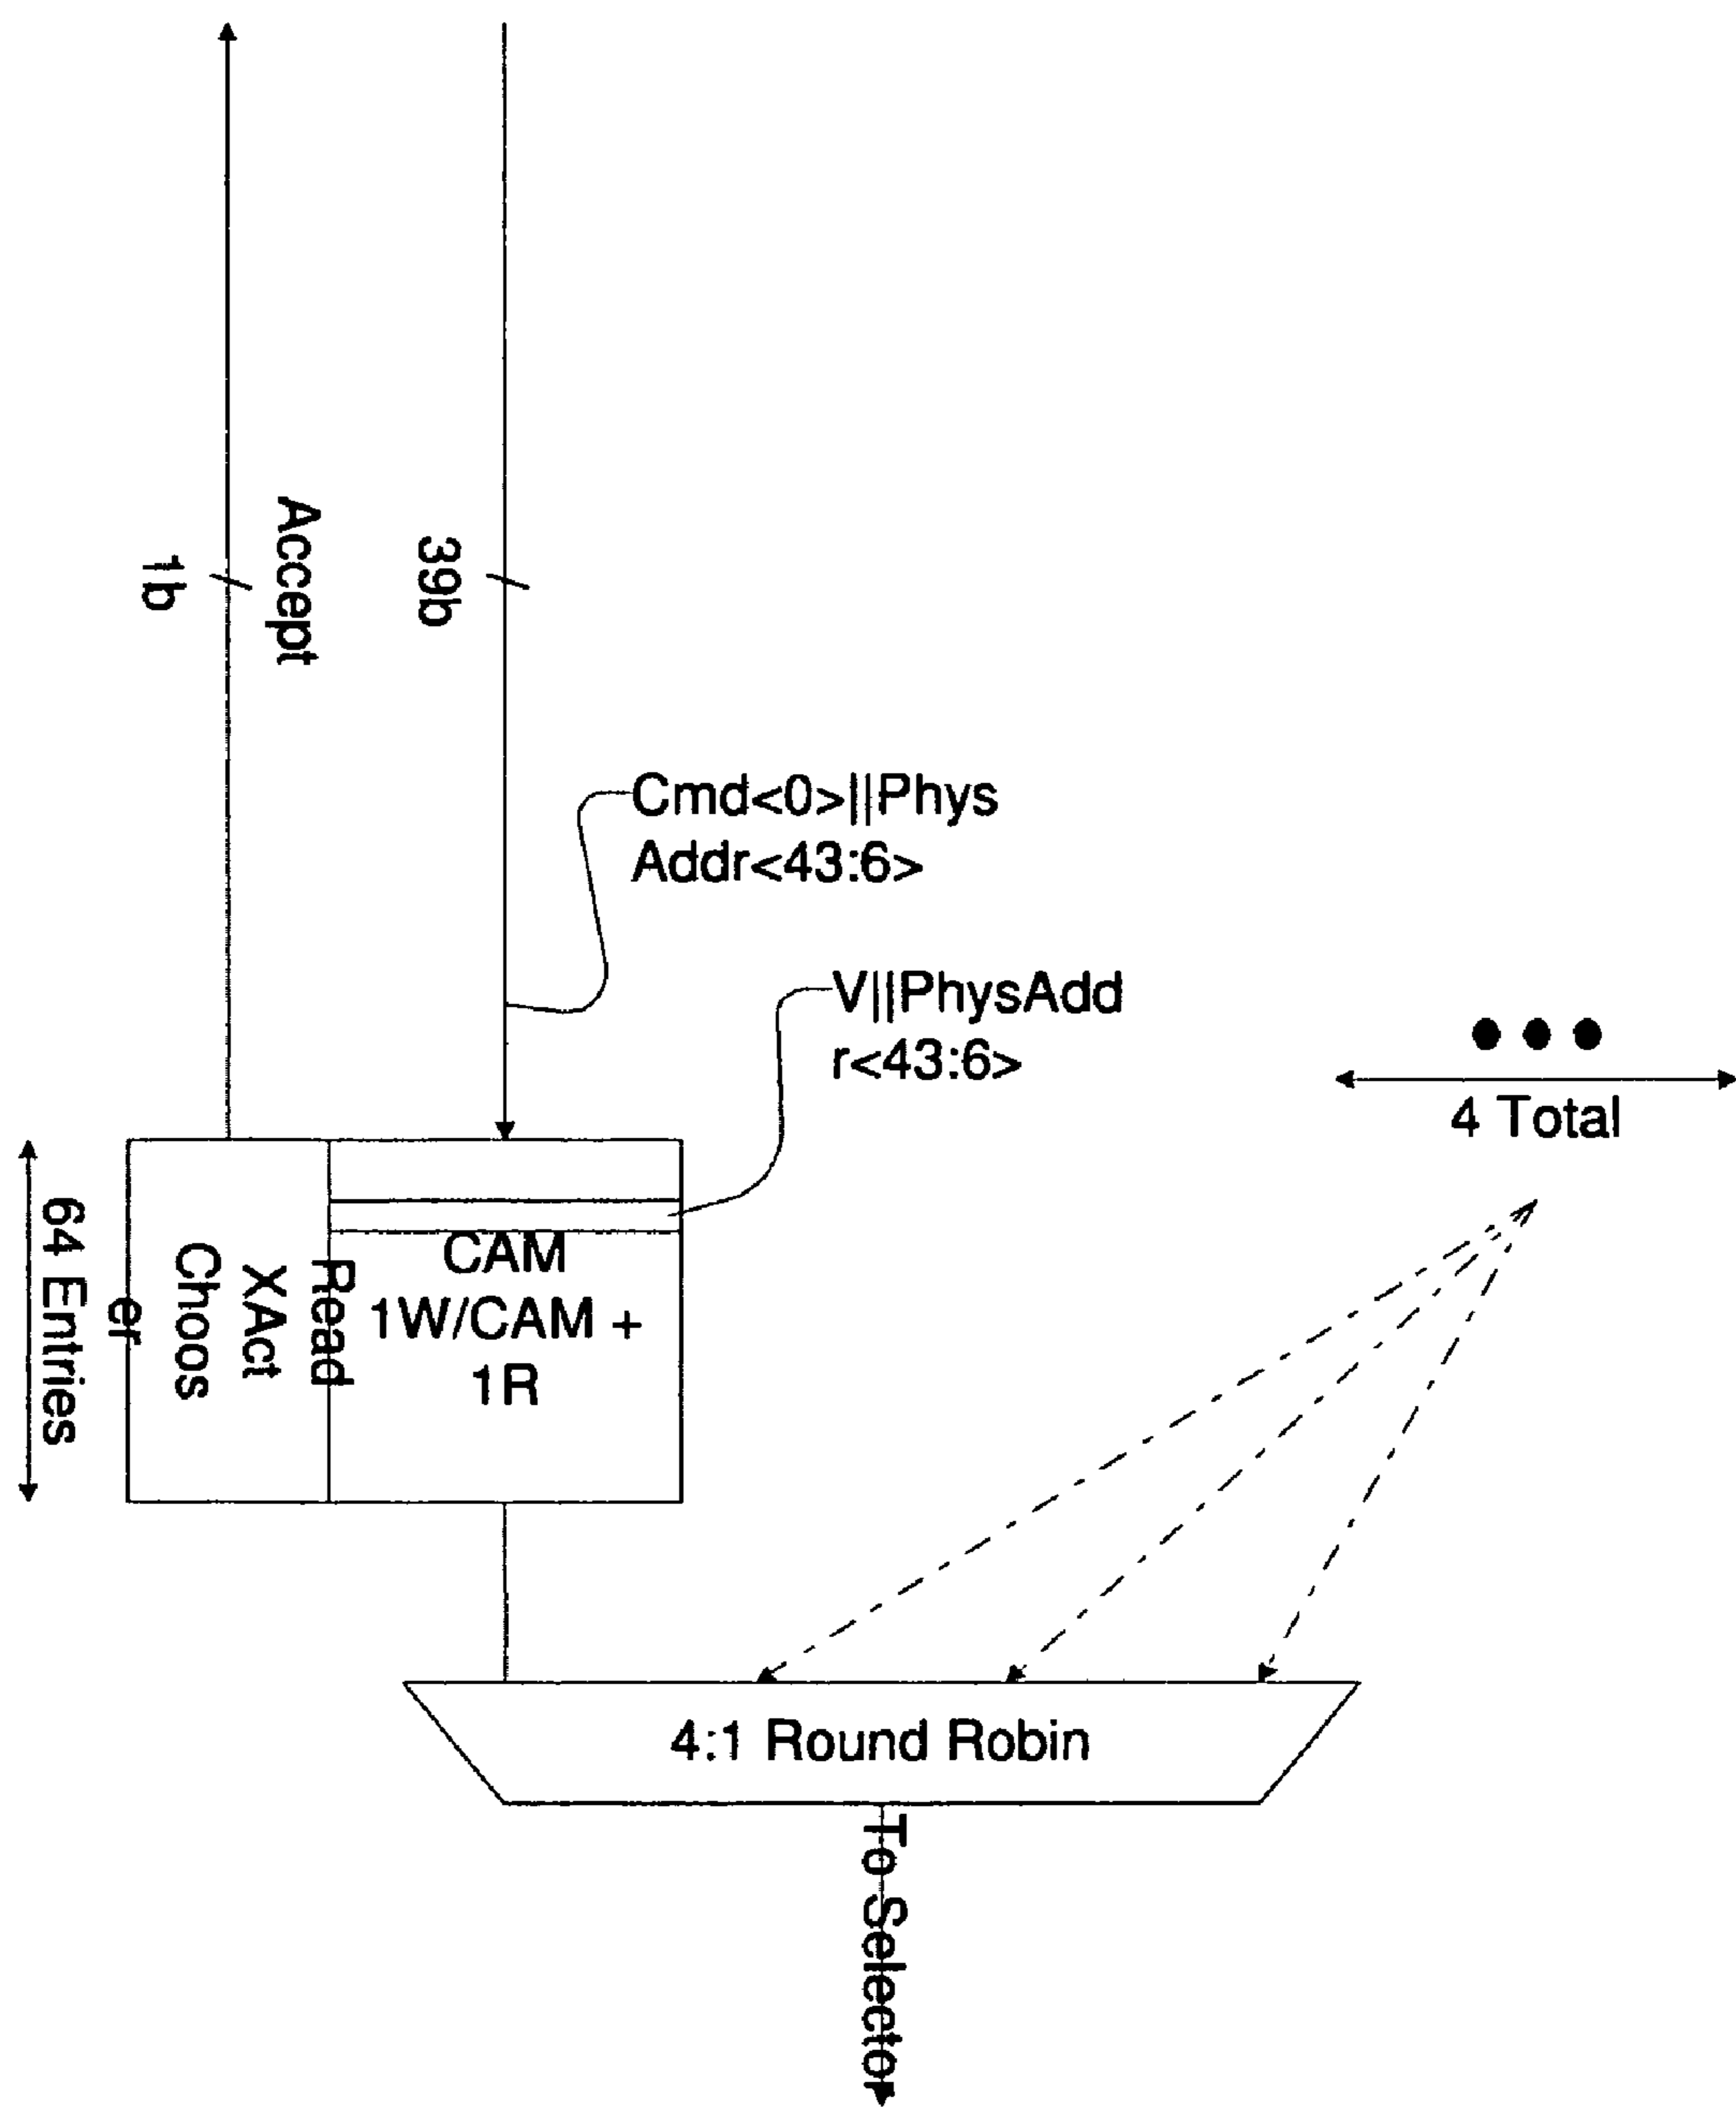 Accept
1b
39b
Cmd<0>||Phys
Addr<43:6>
V||PhysAdd
r<43:6>
4 Total
64 Entries
Read
XAct
Choos
er
CAM
1W/CAM +
1R
4:1 Round Robin
To Selector